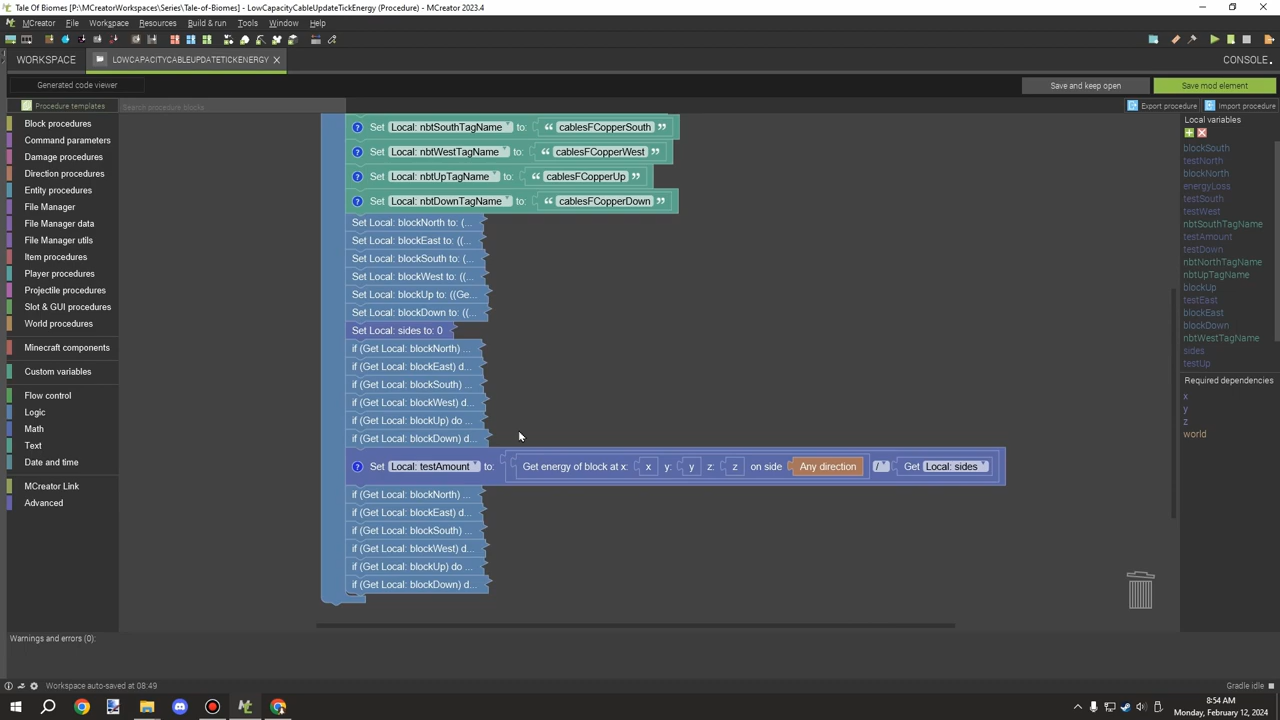 Tale Of Biomes [P:\MCreatorWorkspaces\Series\Tale-of-Biomes] - LowCapacityCableUpdateTickEnergy (Procedure) - MCreator 2023.4
MCreator File Workspace Resources Build & run Tools Window Help
WORKSPACE LOWCAPACITYCABLEUPDATETICKENERGY CONSOLE
Generated code viewer Save and keep open Save mod element
Procedure templates Search procedure blocks Export procedure Import procedure
Block procedures
Command parameters
Damage procedures
Direction procedures
Entity procedures
File Manager
File Manager data
File Manager utils
Item procedures
Player procedures
Projectile procedures
Slot & GUI procedures
World procedures
Minecraft components
Custom variables
Flow control
Logic
Math
Text
Date and time
MCreator Link
Advanced
? Set Local: nbtSouthTagName to: “ cablesFCopperSouth ”
? Set Local: nbtWestTagName to: “ cablesFCopperWest ”
? Set Local: nbtUpTagName to: “ cablesFCopperUp ”
? Set Local: nbtDownTagName to: “ cablesFCopperDown ”
Set Local: blockNorth to: (...
Set Local: blockEast to: ((...
Set Local: blockSouth to: (...
Set Local: blockWest to: ((...
Set Local: blockUp to: ((Ge...
Set Local: blockDown to: ((...
Set Local: sides to: 0
if (Get Local: blockNorth) ...
if (Get Local: blockEast) d...
if (Get Local: blockSouth) ...
if (Get Local: blockWest) d...
if (Get Local: blockUp) do ...
if (Get Local: blockDown) d...
? Set Local: testAmount to: Get energy of block at x: x y: y z: z on side Any direction / Get Local: sides
if (Get Local: blockNorth) ...
if (Get Local: blockEast) d...
if (Get Local: blockSouth) ...
if (Get Local: blockWest) d...
if (Get Local: blockUp) do ...
if (Get Local: blockDown) d...
Local variables
blockSouth
testNorth
blockNorth
energyLoss
testSouth
testWest
nbtSouthTagName
testAmount
testDown
nbtNorthTagName
nbtUpTagName
blockUp
testEast
blockEast
blockDown
nbtWestTagName
sides
testUp
Required dependencies
x
y
z
world
Warnings and errors (0):
Workspace auto-saved at 08:49 Gradle idle
8:54 AM
Monday, February 12, 2024